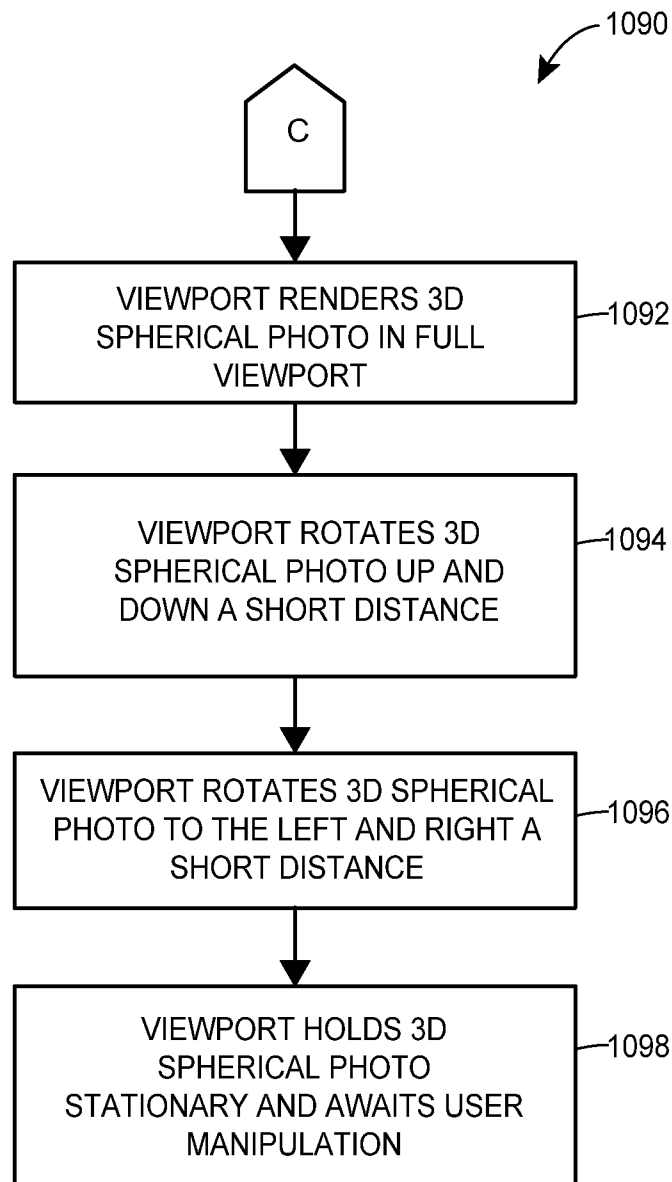 1090
C
VIEWPORT RENDERS 3D
SPHERICAL PHOTO IN FULL
VIEWPORT
1092
VIEWPORT ROTATES 3D
SPHERICAL PHOTO UP AND
DOWN A SHORT DISTANCE
1094
VIEWPORT ROTATES 3D SPHERICAL
PHOTO TO THE LEFT AND RIGHT A
SHORT DISTANCE
1096
VIEWPORT HOLDS 3D
SPHERICAL PHOTO
STATIONARY AND AWAITS USER
MANIPULATION
1098